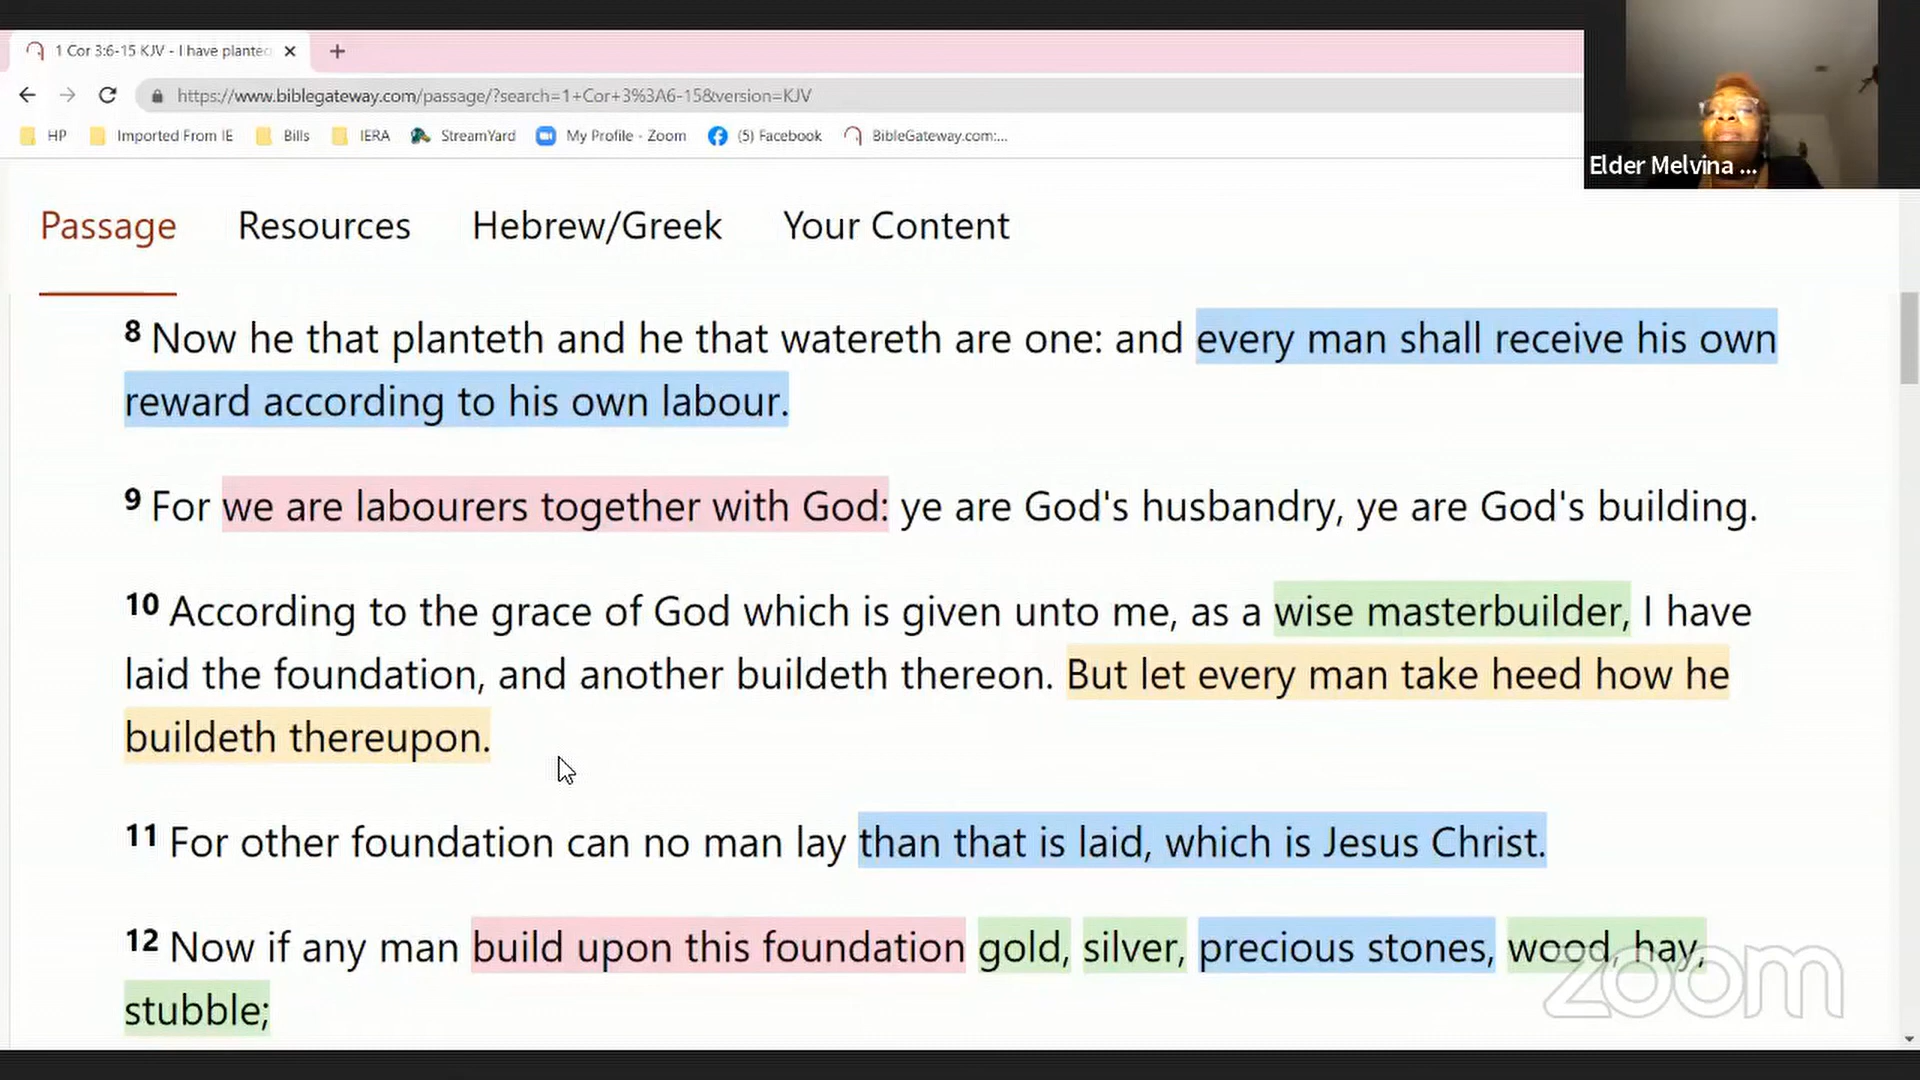 1 Cor 3:6-15 KJV - I have plante
https://www.biblegateway.com/passage/?search=1+Cor+3%3A6-15&version=KJV
HP Imported From IE Bills IERA StreamYard My Profile - Zoom (5) Facebook BibleGateway.com:...
Elder Melvina ...
Passage Resources Hebrew/Greek Your Content
8 Now he that planteth and he that watereth are one: and every man shall receive his own
reward according to his own labour.
9 For we are labourers together with God: ye are God's husbandry, ye are God's building.
10 According to the grace of God which is given unto me, as a wise masterbuilder, I have
laid the foundation, and another buildeth thereon. But let every man take heed how he
buildeth thereupon.
11 For other foundation can no man lay than that is laid, which is Jesus Christ.
12 Now if any man build upon this foundation gold, silver, precious stones, wood, hay,
stubble;
zoom